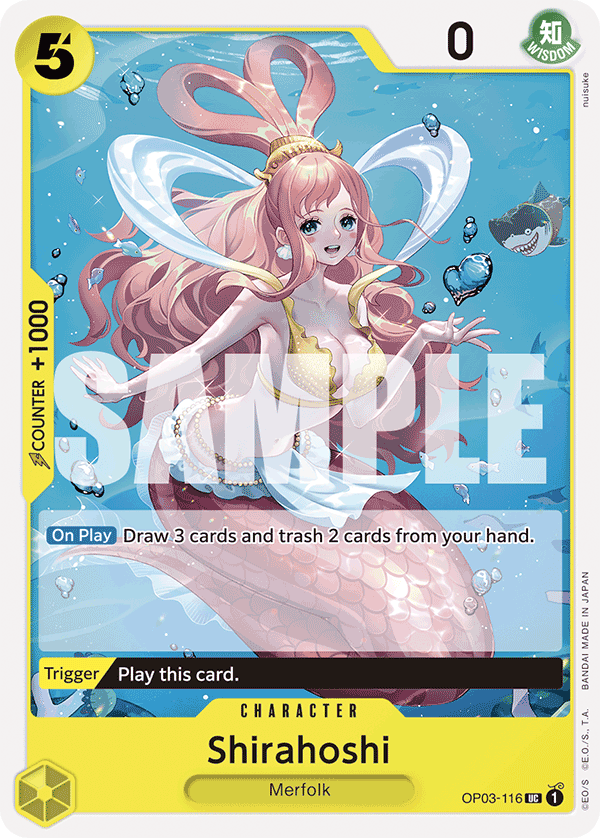 5
0
知
WISDOM
nuisuke
COUNTER +1000
SAMPLE
On Play Draw 3 cards and trash 2 cards from your hand.
Trigger Play this card.
CHARACTER
Shirahoshi
Merfolk
OP03-116 UC 1
©EO/S ©E.O./S., T.A. BANDAI MADE IN JAPAN